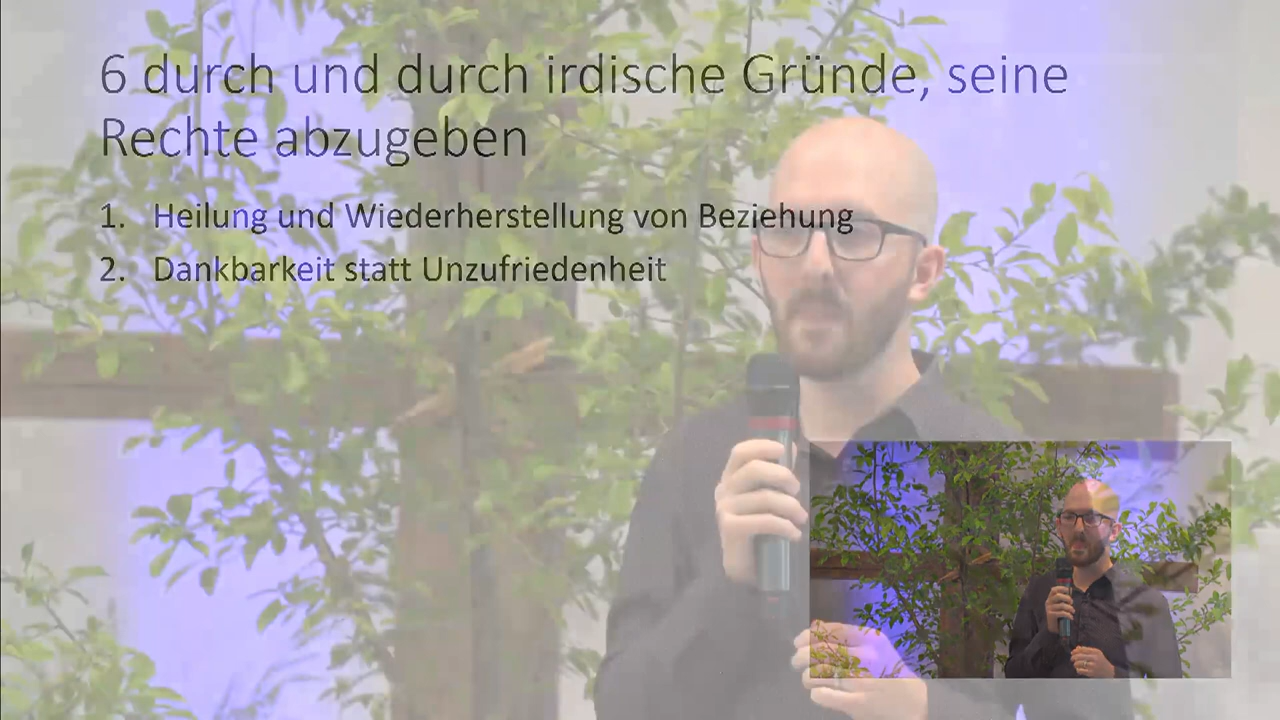 6 durch und durch irdische Gründe, seine
Rechte abzugeben
1. Heilung und Wiederherstellung von Beziehung
2. Dankbarkeit statt Unzufriedenheit